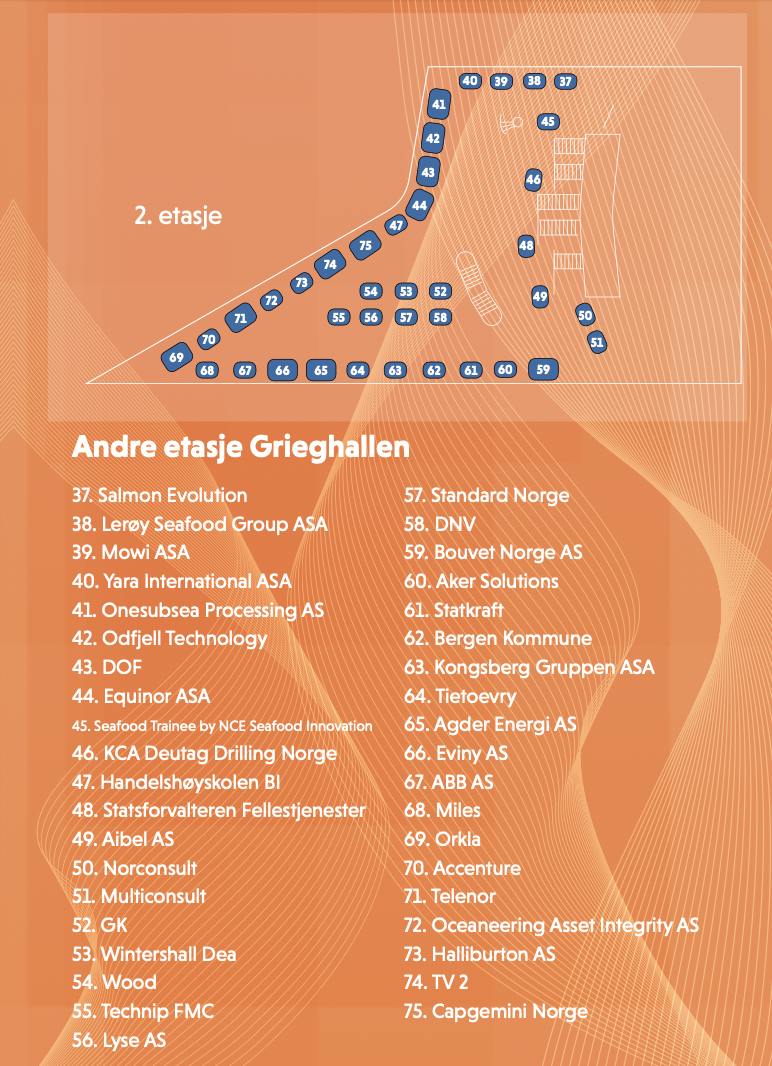 40 39 38 37
41
45
42
43
46
44
2. etasje
47
75
48
74
73
54 53 52
49
72
71
55 56 57 58
50
70
51
69
68 67 66 65 64 63 62 61 60 59
Andre etasje Grieghallen
37. Salmon Evolution
38. Lerøy Seafood Group ASA
39. Mowi ASA
40. Yara International ASA
41. Onesubsea Processing AS
42. Odfjell Technology
43. DOF
44. Equinor ASA
45. Seafood Trainee by NCE Seafood Innovation
46. KCA Deutag Drilling Norge
47. Handelshøyskolen BI
48. Statsforvalteren Fellestjenester
49. Aibel AS
50. Norconsult
51. Multiconsult
52. GK
53. Wintershall Dea
54. Wood
55. Technip FMC
56. Lyse AS
57. Standard Norge
58. DNV
59. Bouvet Norge AS
60. Aker Solutions
61. Statkraft
62. Bergen Kommune
63. Kongsberg Gruppen ASA
64. Tietoevry
65. Agder Energi AS
66. Eviny AS
67. ABB AS
68. Miles
69. Orkla
70. Accenture
71. Telenor
72. Oceaneering Asset Integrity AS
73. Halliburton AS
74. TV 2
75. Capgemini Norge